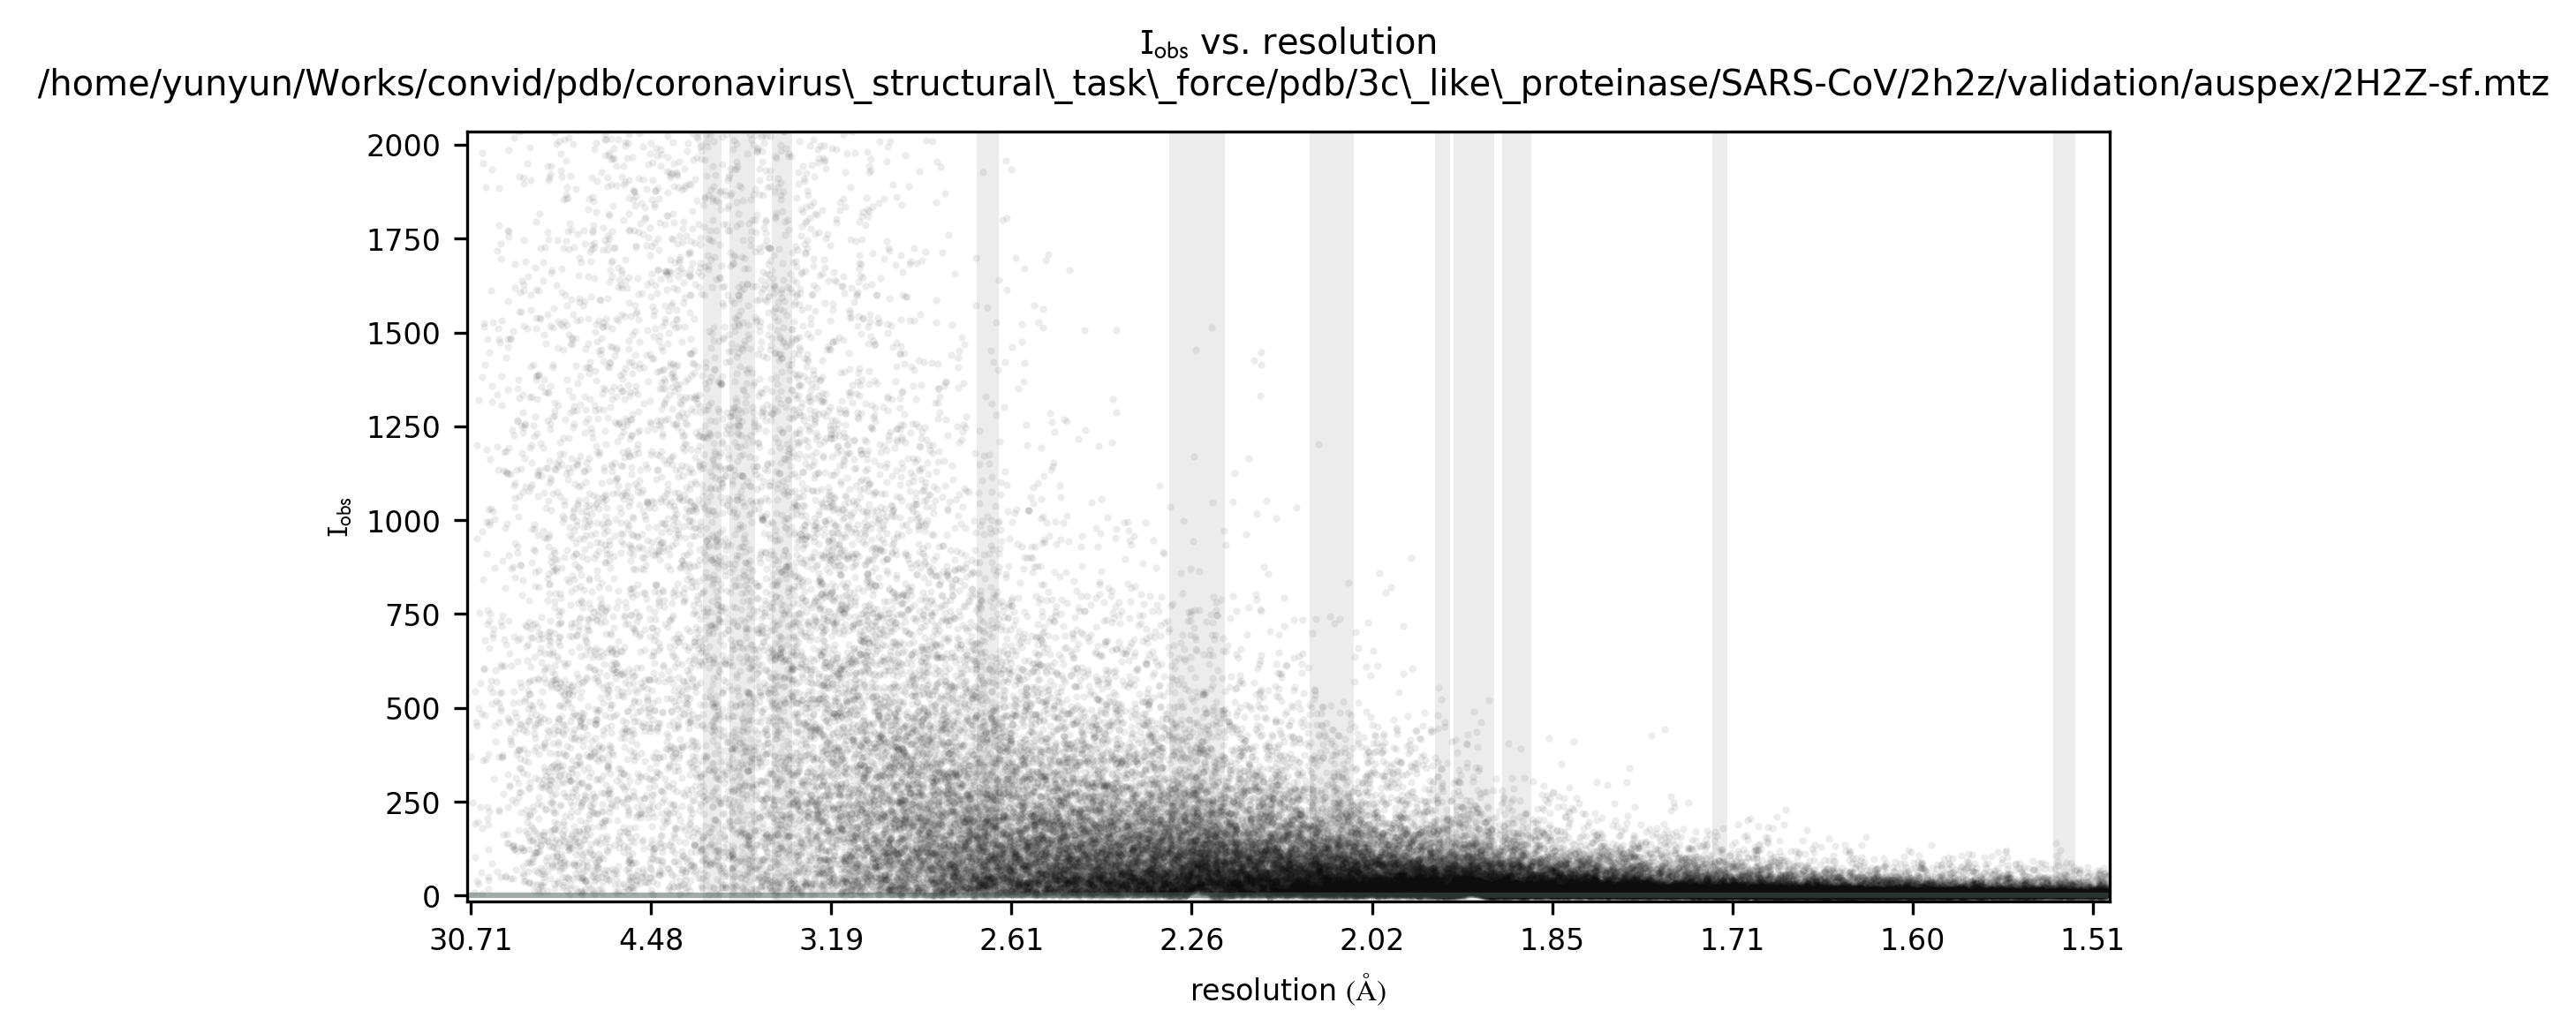 I_obs vs. resolution
/home/yunyun/Works/convid/pdb/coronavirus\_structural\_task\_force/pdb/3c\_like\_proteinase/SARS-CoV/2h2z/validation/auspex/2H2Z-sf.mtz
2000
1750
1500
1250
1000
750
500
250
0
I_obs
30.71 4.48 3.19 2.61 2.26 2.02 1.85 1.71 1.60 1.51
resolution (Å)